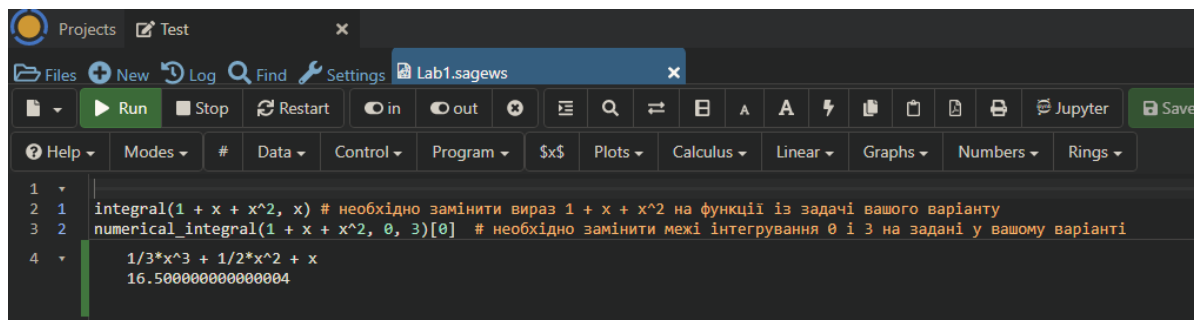 Projects Test
Files New Log Find Settings Lab1.sagews
Run Stop Restart in out A A Jupyter Save
Help Modes # Data Control Program $x$ Plots Calculus Linear Graphs Numbers Rings
1
2 1 integral(1 + x + x^2, x) # необхідно замінити вираз 1 + x + x^2 на функції із задачі вашого варіанту
3 2 numerical_integral(1 + x + x^2, 0, 3)[0] # необхідно замінити межі інтегрування 0 і 3 на задані у вашому варіанті
4 1/3*x^3 + 1/2*x^2 + x
16.500000000000004